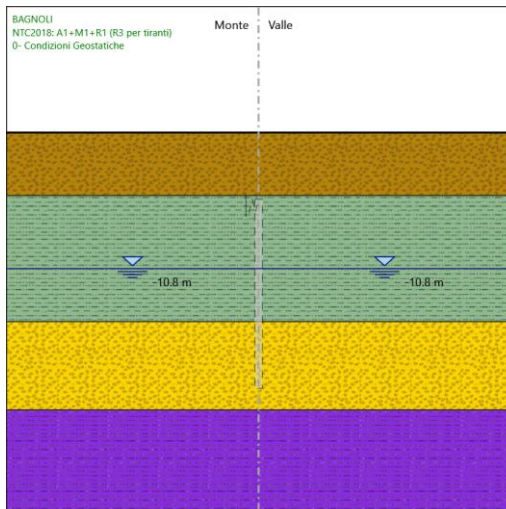 BAGNOLI
NTC2018: A1+M1+R1 (R3 per tiranti)
0- Condizioni Geostatiche
Monte Valle
-10.8 m -10.8 m